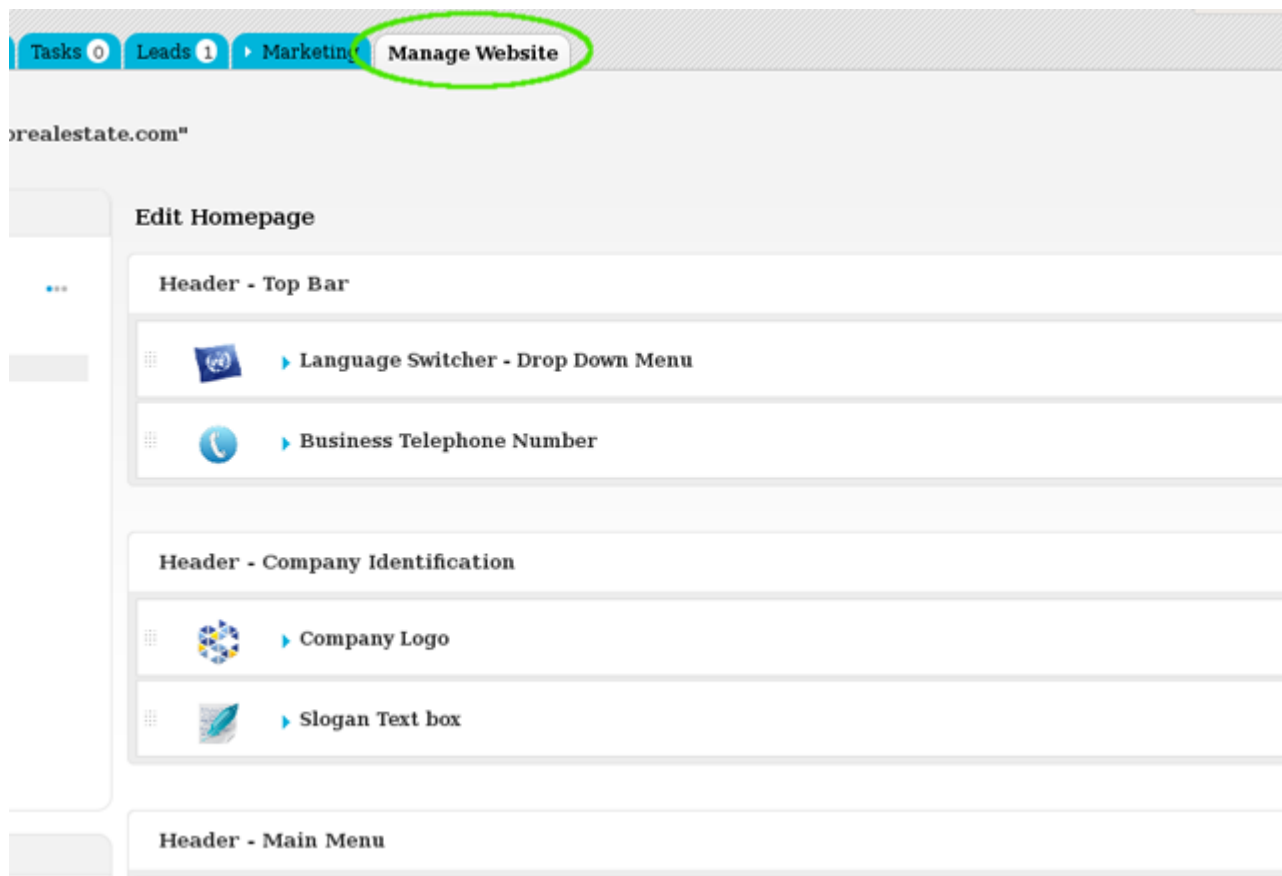 Tasks 0 Leads 1 Marketing Manage Website
orealestate.com"
Edit Homepage
Header - Top Bar
Language Switcher - Drop Down Menu
Business Telephone Number
Header - Company Identification
Company Logo
Slogan Text box
Header - Main Menu